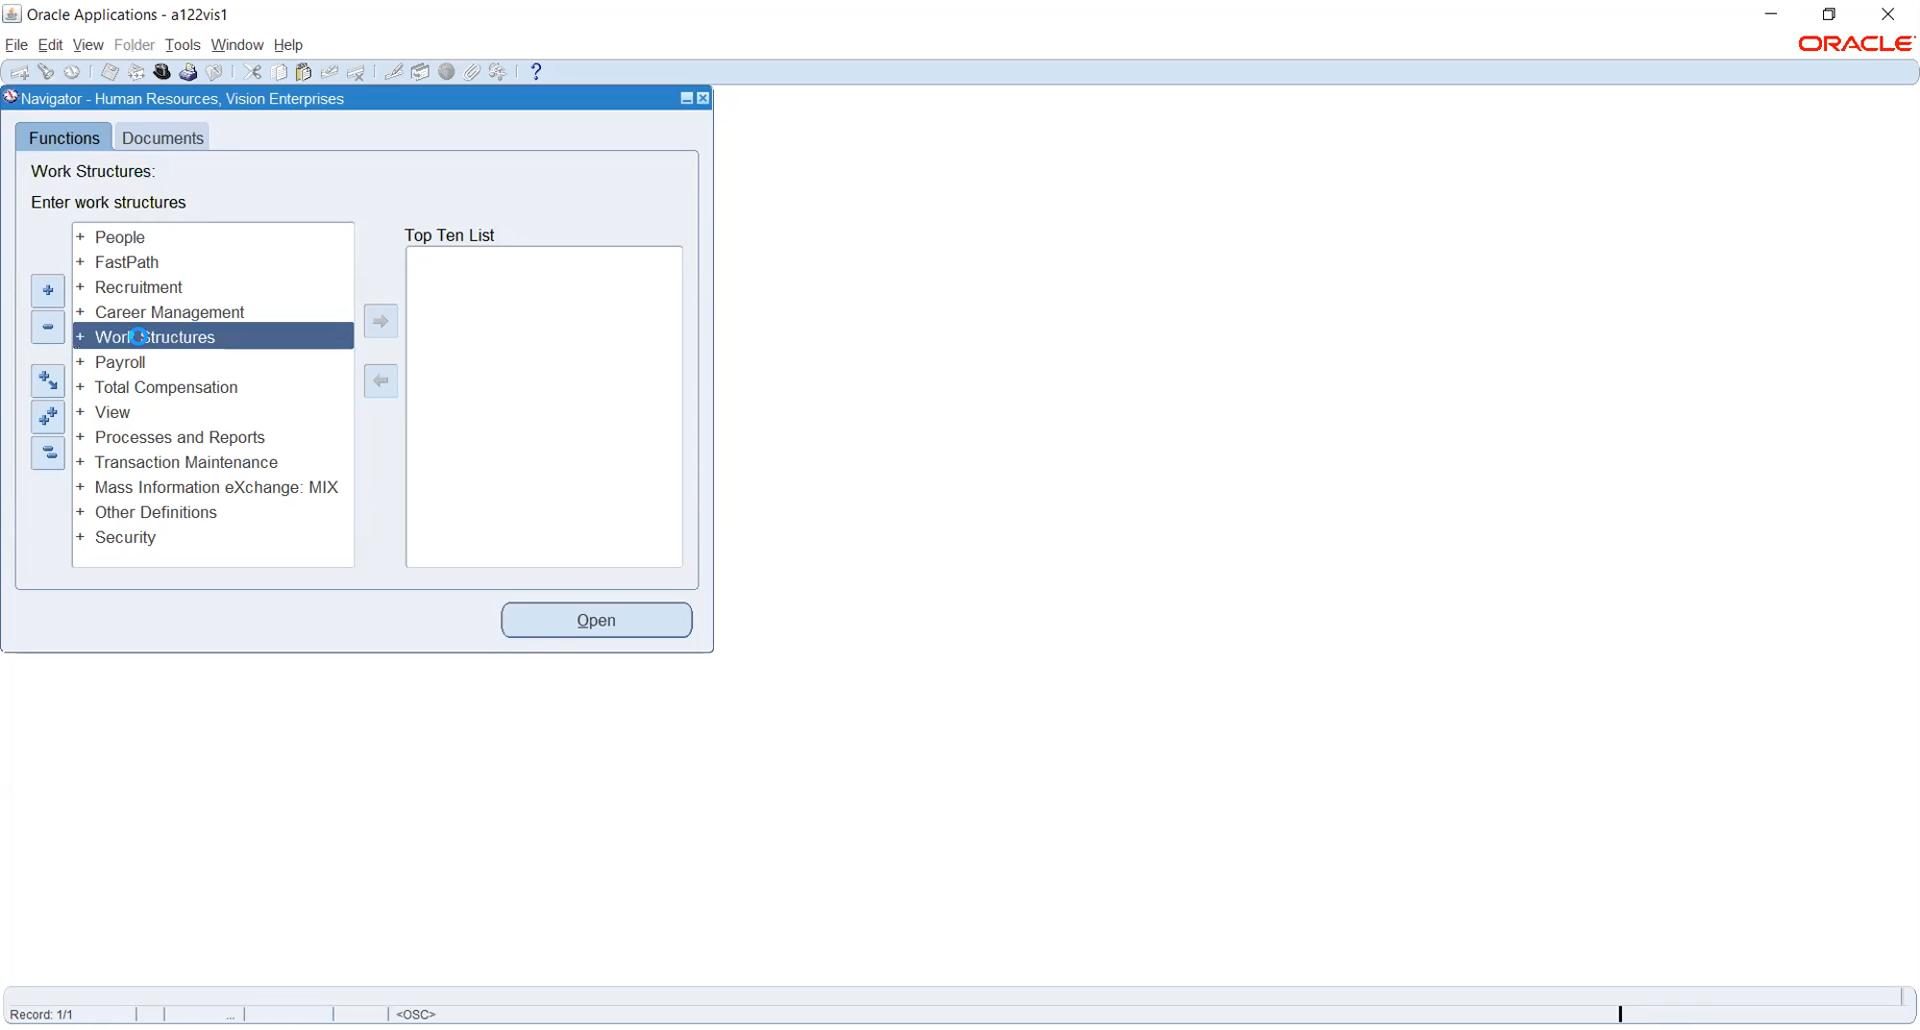 Oracle Applications - a122vis1
File Edit View Folder Tools Window Help
ORACLE
Navigator - Human Resources, Vision Enterprises
Functions Documents
Work Structures:
Enter work structures
Top Ten List
+ People
+ FastPath
+ Recruitment
+ Career Management
+ Work Structures
+ Payroll
+ Total Compensation
+ View
+ Processes and Reports
+ Transaction Maintenance
+ Mass Information eXchange: MIX
+ Other Definitions
+ Security
Open
Record: 1/1 ... <OSC>